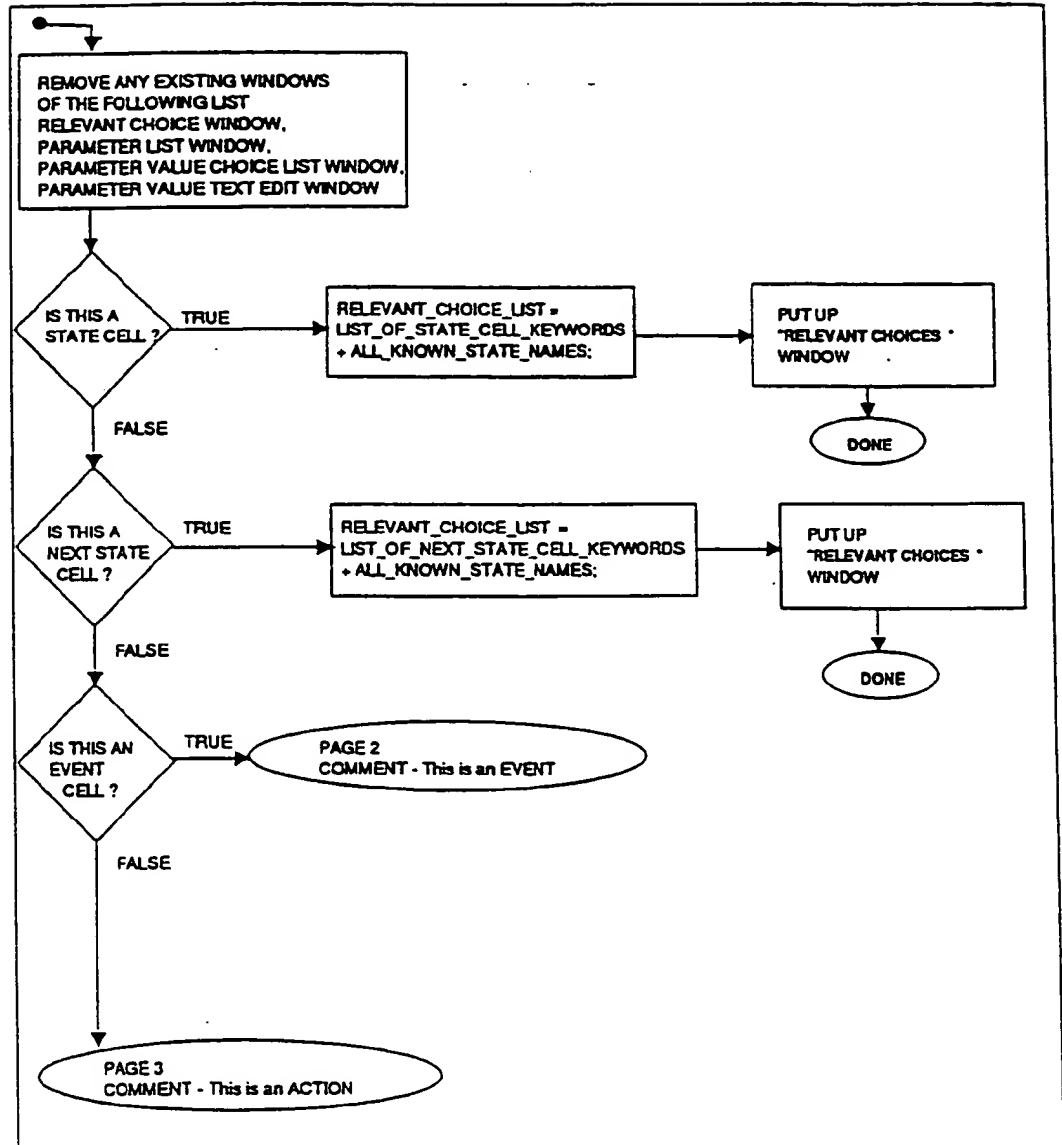 REMOVE ANY EXISTING WINDOWS
OF THE FOLLOWING LIST
RELEVANT CHOICE WINDOW,
PARAMETER LIST WINDOW,
PARAMETER VALUE CHOICE LIST WINDOW,
PARAMETER VALUE TEXT EDIT WINDOW
IS THIS A
STATE CELL ?
TRUE
RELEVANT_CHOICE_LIST =
LIST_OF_STATE_CELL_KEYWORDS
+ ALL_KNOWN_STATE_NAMES;
PUT UP
"RELEVANT CHOICES "
WINDOW
DONE
FALSE
IS THIS A
NEXT STATE
CELL ?
TRUE
RELEVANT_CHOICE_LIST =
LIST_OF_NEXT_STATE_CELL_KEYWORDS
+ ALL_KNOWN_STATE_NAMES;
PUT UP
"RELEVANT CHOICES "
WINDOW
DONE
FALSE
IS THIS AN
EVENT
CELL ?
TRUE
PAGE 2
COMMENT - This is an EVENT
FALSE
PAGE 3
COMMENT - This is an ACTION